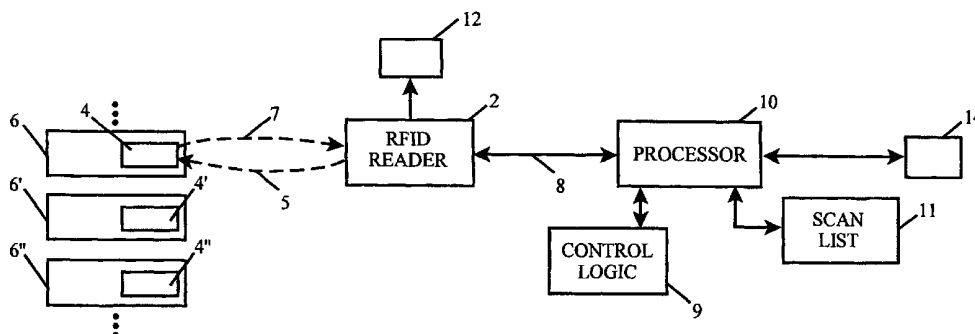 12
4
7
2
10
14
6
RFID
READER
PROCESSOR
5
8
6'
4'
SCAN
LIST
11
CONTROL
LOGIC
9
6"
4"